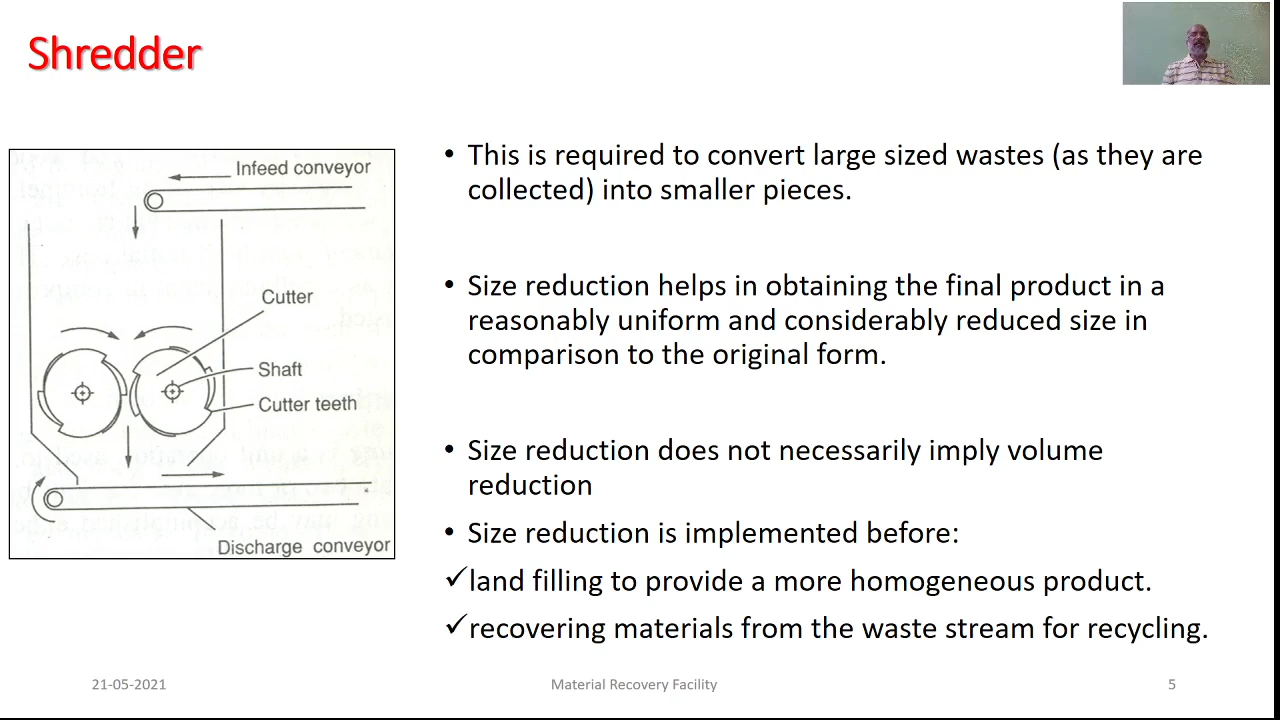 Shredder
Infeed conveyor
Cutter
Shaft
Cutter teeth
Discharge conveyor
• This is required to convert large sized wastes (as they are
collected) into smaller pieces.
• Size reduction helps in obtaining the final product in a
reasonably uniform and considerably reduced size in
comparison to the original form.
• Size reduction does not necessarily imply volume
reduction
• Size reduction is implemented before:
✓land filling to provide a more homogeneous product.
✓recovering materials from the waste stream for recycling.
21-05-2021
Material Recovery Facility
5